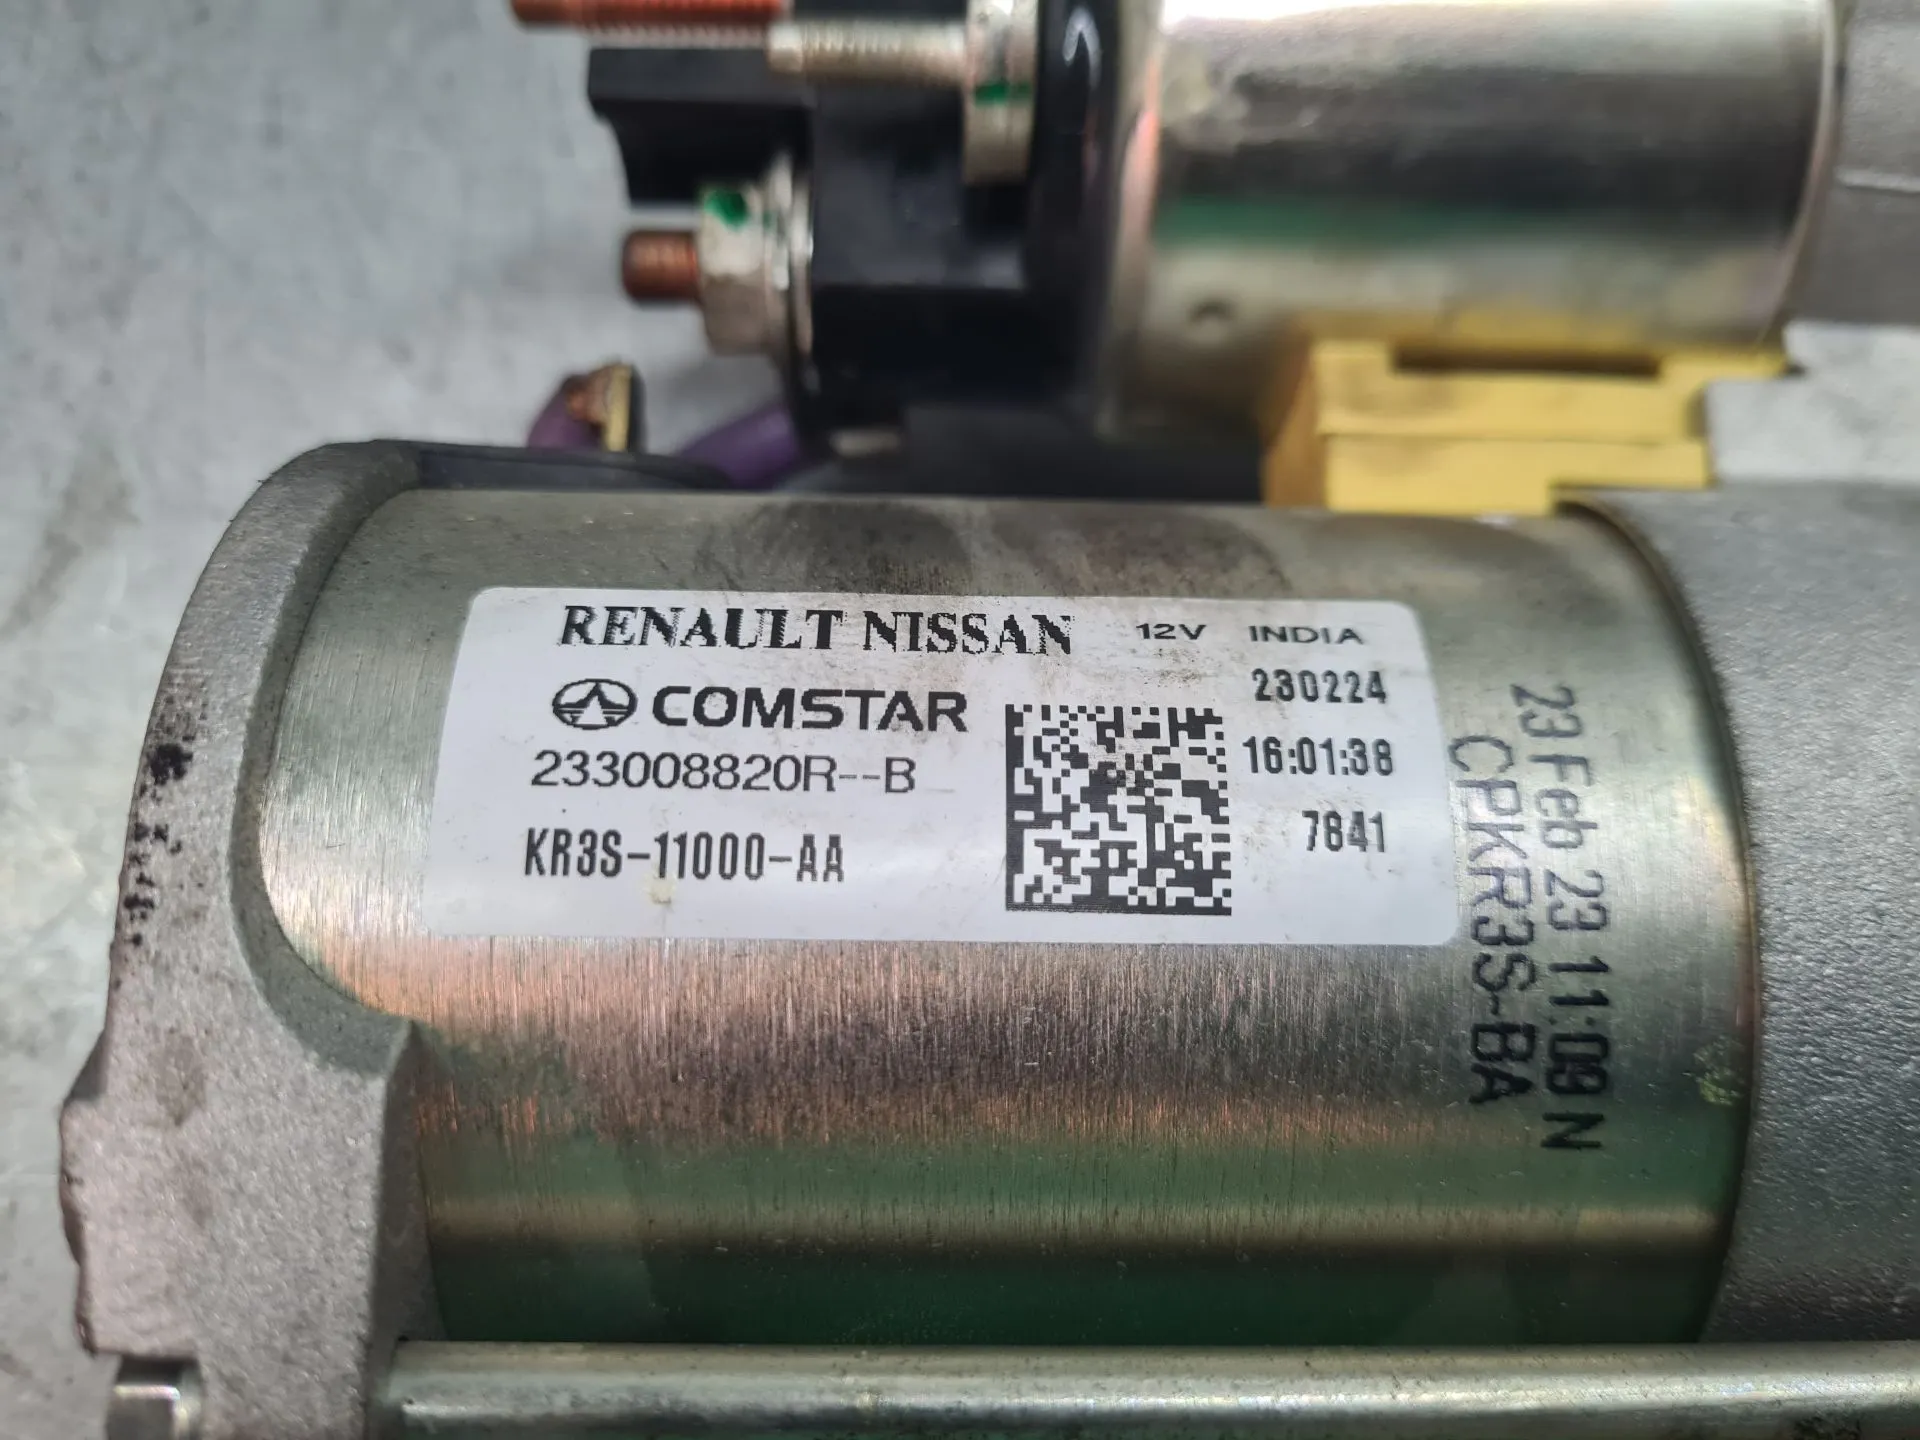 RENAULT NISSAN 12V INDIA
COMSTAR 230224
233008820R--B 16:01:38
KR3S-11000-AA 7841
23 Feb 23 11:09 N
CPKR3S-BA